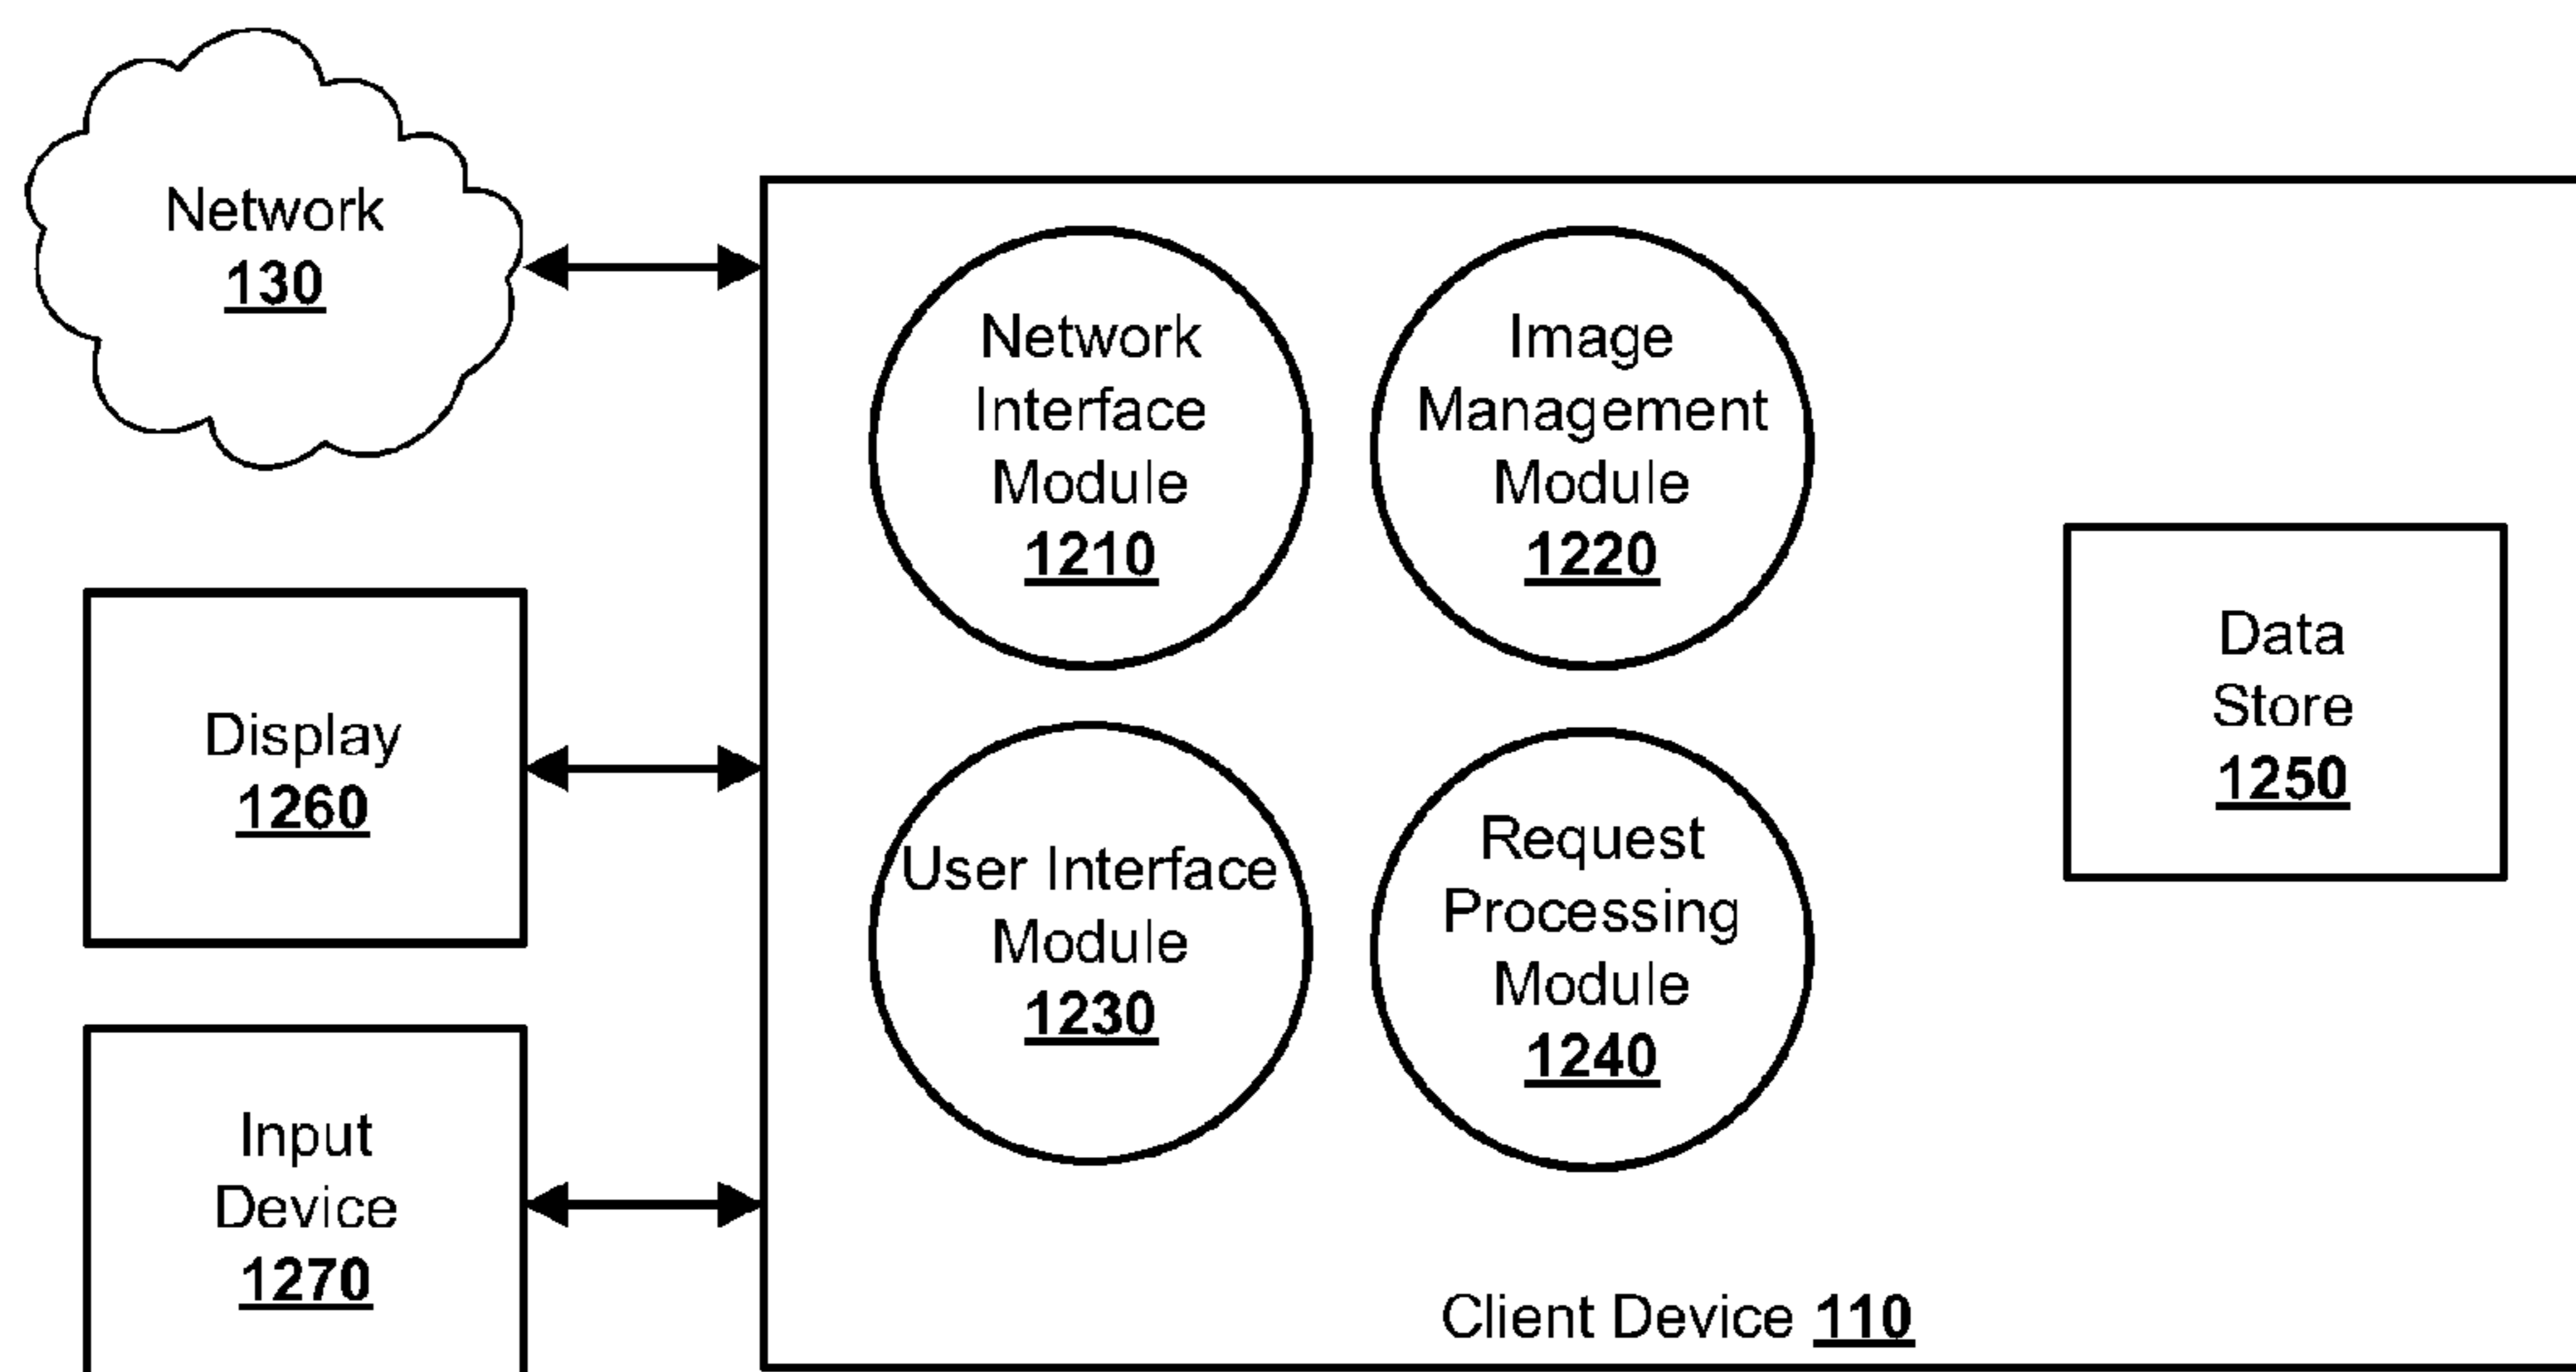 Network
130
Network
Interface
Module
1210
Image
Management
Module
1220
Display
1260
User Interface
Module
1230
Request
Processing
Module
1240
Data
Store
1250
Input
Device
1270
Client Device 110